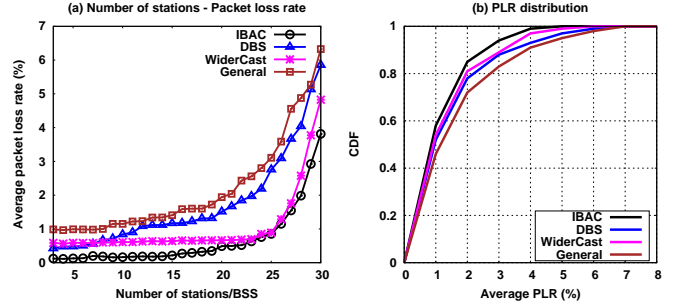 (a) Number of stations - Packet loss rate
IBAC
DBS
WiderCast
General
Average packet loss rate (%)
7
6
5
4
3
2
1
0
5 10 15 20 25 30
Number of stations/BSS
(b) PLR distribution
CDF
1
0.8
0.6
0.4
0.2
0
IBAC
DBS
WiderCast
General
0 1 2 3 4 5 6 7 8
Average PLR (%)